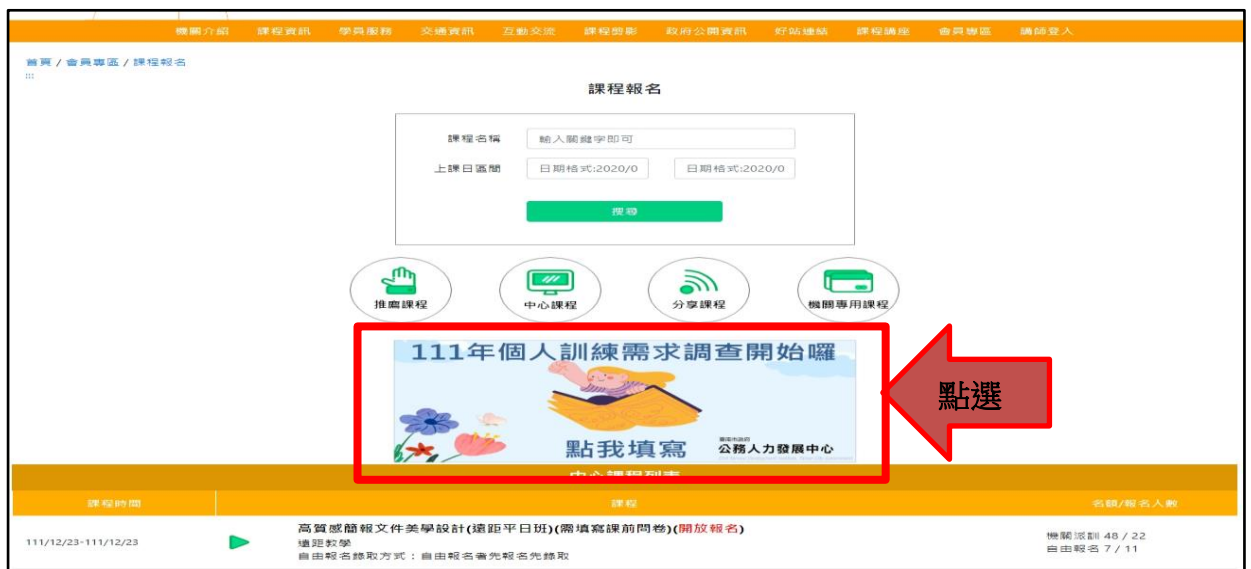 機關介紹 課程資訊 學員服務 交通資訊 互動交流 課程剪影 政府公開資訊 好站連結 課程講座 會員專區 講師登入
首頁 / 會員專區 / 課程報名
:::
課程報名
課程名稱 輸入關鍵字即可
上課日區間 日期格式:2020/0 日期格式:2020/0
搜尋
推薦課程 中心課程 分享課程 機關專用課程
111年個人訓練需求調查開始囉
點選
點我填寫 臺南市政府
公務人力發展中心
中心課程列表
課程時間 課程 名額/報名人數
高質感簡報文件美學設計(遠距平日班)(需填寫課前問卷)(開放報名)
111/12/23-111/12/23 遠距教學
自由報名錄取方式：自由報名者先報名先錄取
機關派訓 48 / 22
自由報名 7 / 11